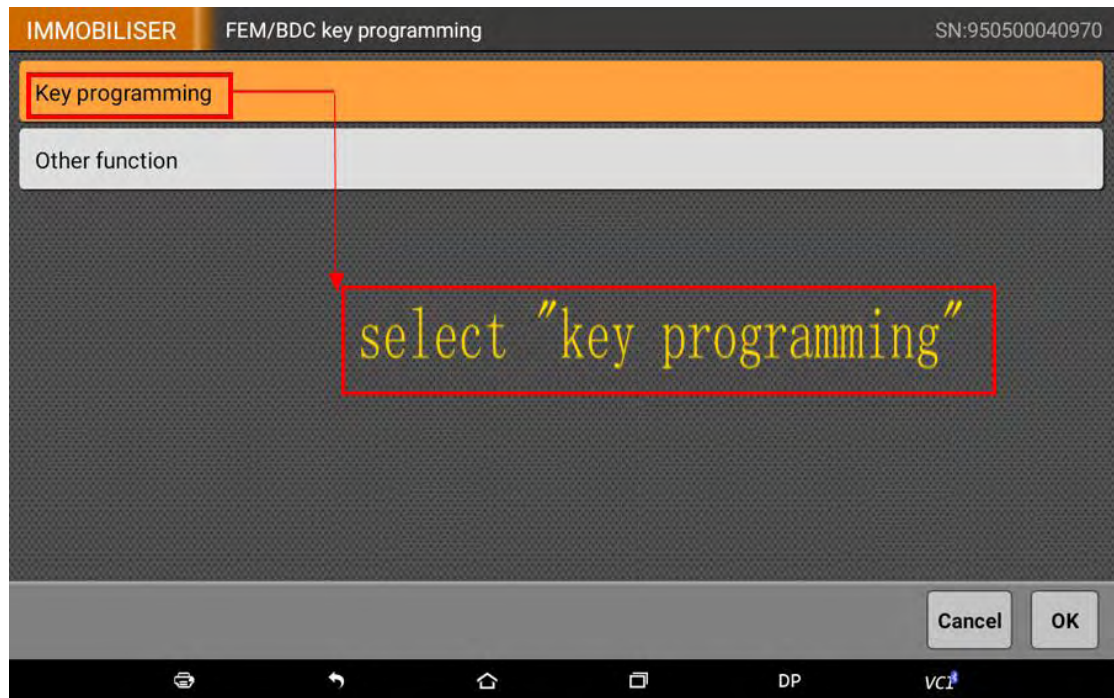 IMMOBILISER FEM/BDC key programming SN:950500040970
Key programming
Other function
select "key programming"
Cancel OK
DP VCI